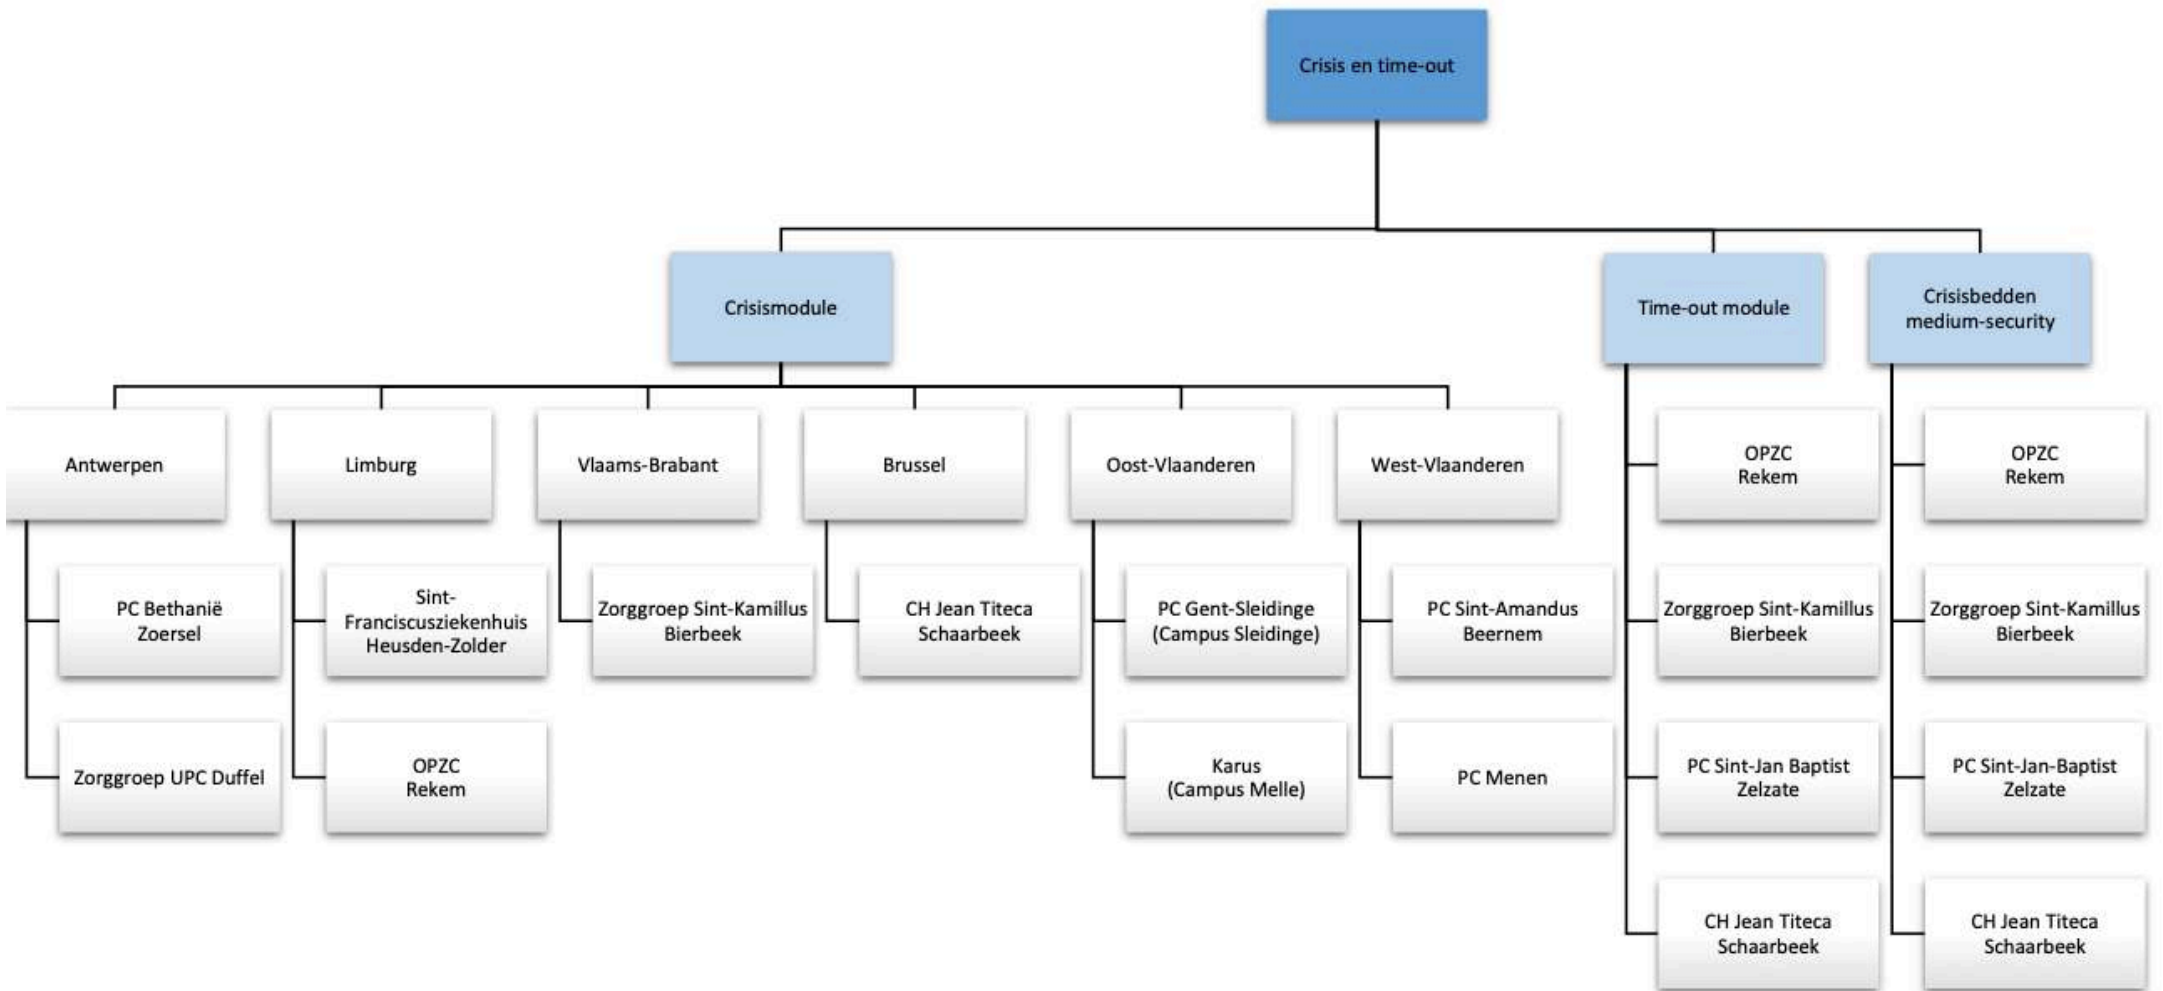 Crisis en time-out
Crisismodule
Time-out module
Crisisbedden
medium-security
Antwerpen
Limburg
Vlaams-Brabant
Brussel
Oost-Vlaanderen
West-Vlaanderen
PC Bethanië
Zoersel
Zorggroep UPC Duffel
Sint-
Franciscusziekenhuis
Heusden-Zolder
OPZC
Rekem
Zorggroep Sint-Kamillus
Bierbeek
CH Jean Titeca
Schaarbeek
PC Gent-Sleidinge
(Campus Sleidinge)
Karus
(Campus Melle)
PC Sint-Amandus
Beernem
PC Menen
OPZC
Rekem
Zorggroep Sint-Kamillus
Bierbeek
PC Sint-Jan Baptist
Zelzate
CH Jean Titeca
Schaarbeek
OPZC
Rekem
Zorggroep Sint-Kamillus
Bierbeek
PC Sint-Jan-Baptist
Zelzate
CH Jean Titeca
Schaarbeek